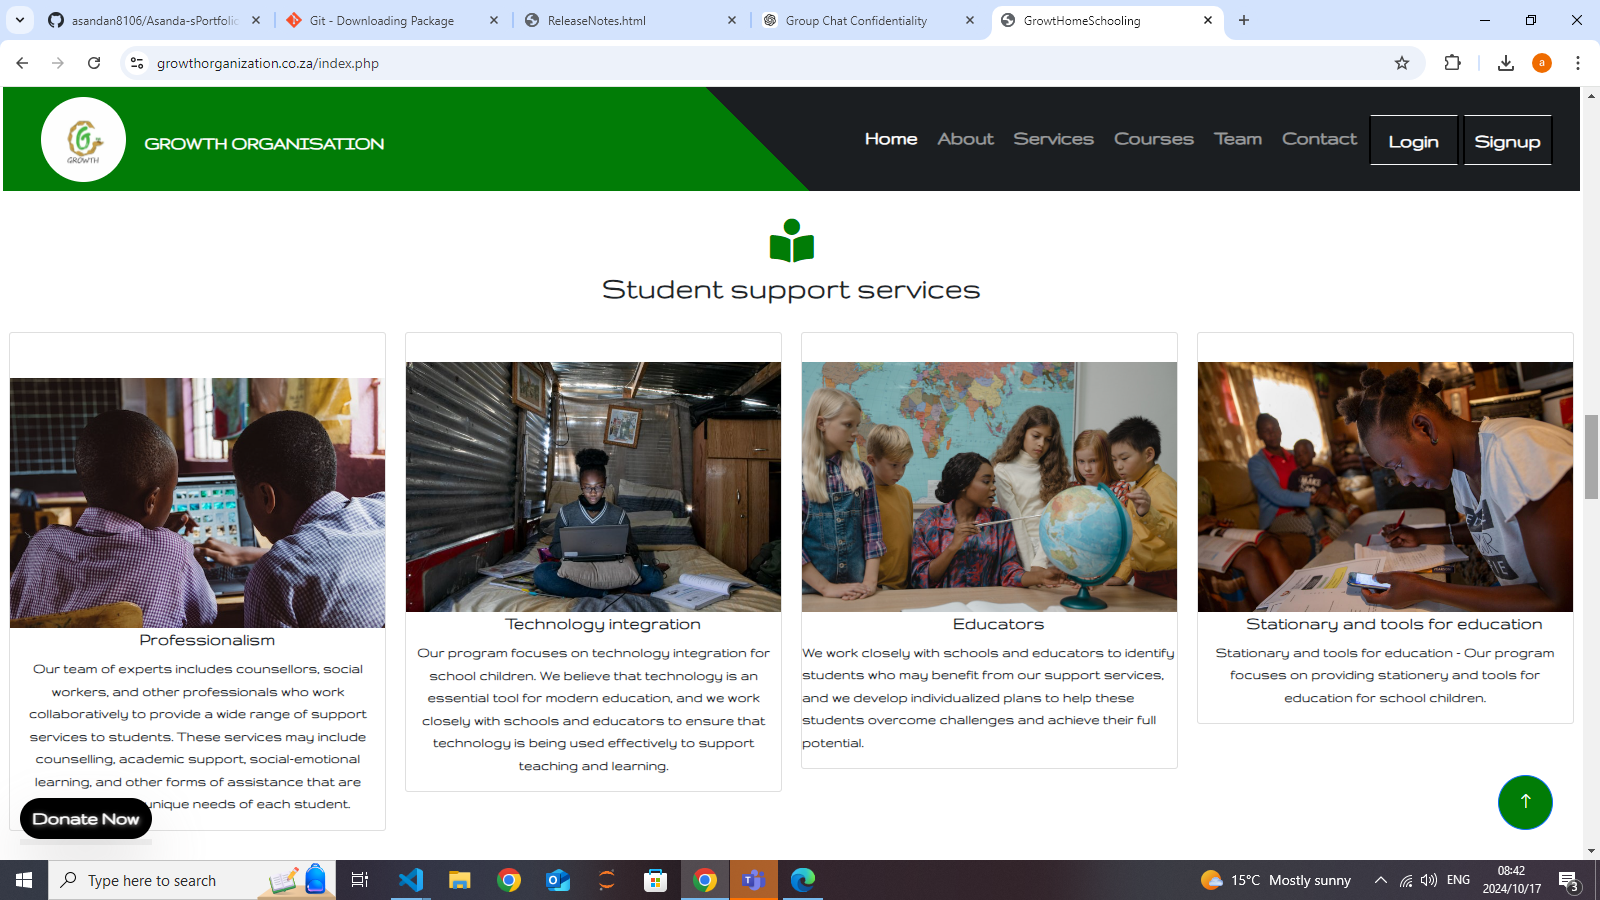 asandan8106/Asanda-sPortfolio
Git - Downloading Package
ReleaseNotes.html
Group Chat Confidentiality
GrowtHomeSchooling
growthorganization.co.za/index.php
a
GROWTH
GROWTH ORGANISATION
Home
About
Services
Courses
Team
Contact
Login
Signup
Student support services
Professionalism
Our team of experts includes counsellors, social
workers, and other professionals who work
collaboratively to provide a wide range of support
services to students. These services may include
counselling, academic support, social-emotional
learning, and other forms of assistance that are
unique needs of each student.
Technology integration
Our program focuses on technology integration for
school children. We believe that technology is an
essential tool for modern education, and we work
closely with schools and educators to ensure that
technology is being used effectively to support
teaching and learning.
Educators
We work closely with schools and educators to identify
students who may benefit from our support services,
and we develop individualized plans to help these
students overcome challenges and achieve their full
potential.
Stationary and tools for education
Stationary and tools for education - Our program
focuses on providing stationery and tools for
education for school children.
Donate Now
Type here to search
15°C Mostly sunny
ENG
08:42
2024/10/17
3